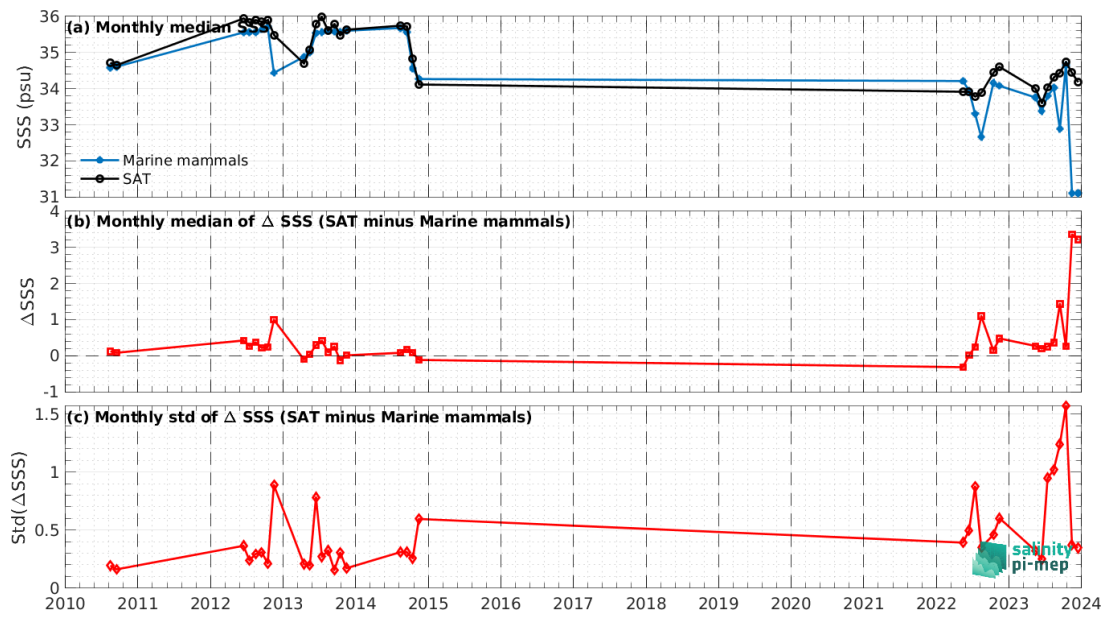 (a) Monthly median SSS
36
35
34
33
32
31
SSS (psu)
Marine mammals
SAT
(b) Monthly median of Δ SSS (SAT minus Marine mammals)
4
3
2
1
0
-1
ΔSSS
(c) Monthly std of Δ SSS (SAT minus Marine mammals)
1.5
1
0.5
0
Std(ΔSSS)
salinity
pi-mep
2010 2011 2012 2013 2014 2015 2016 2017 2018 2019 2020 2021 2022 2023 2024